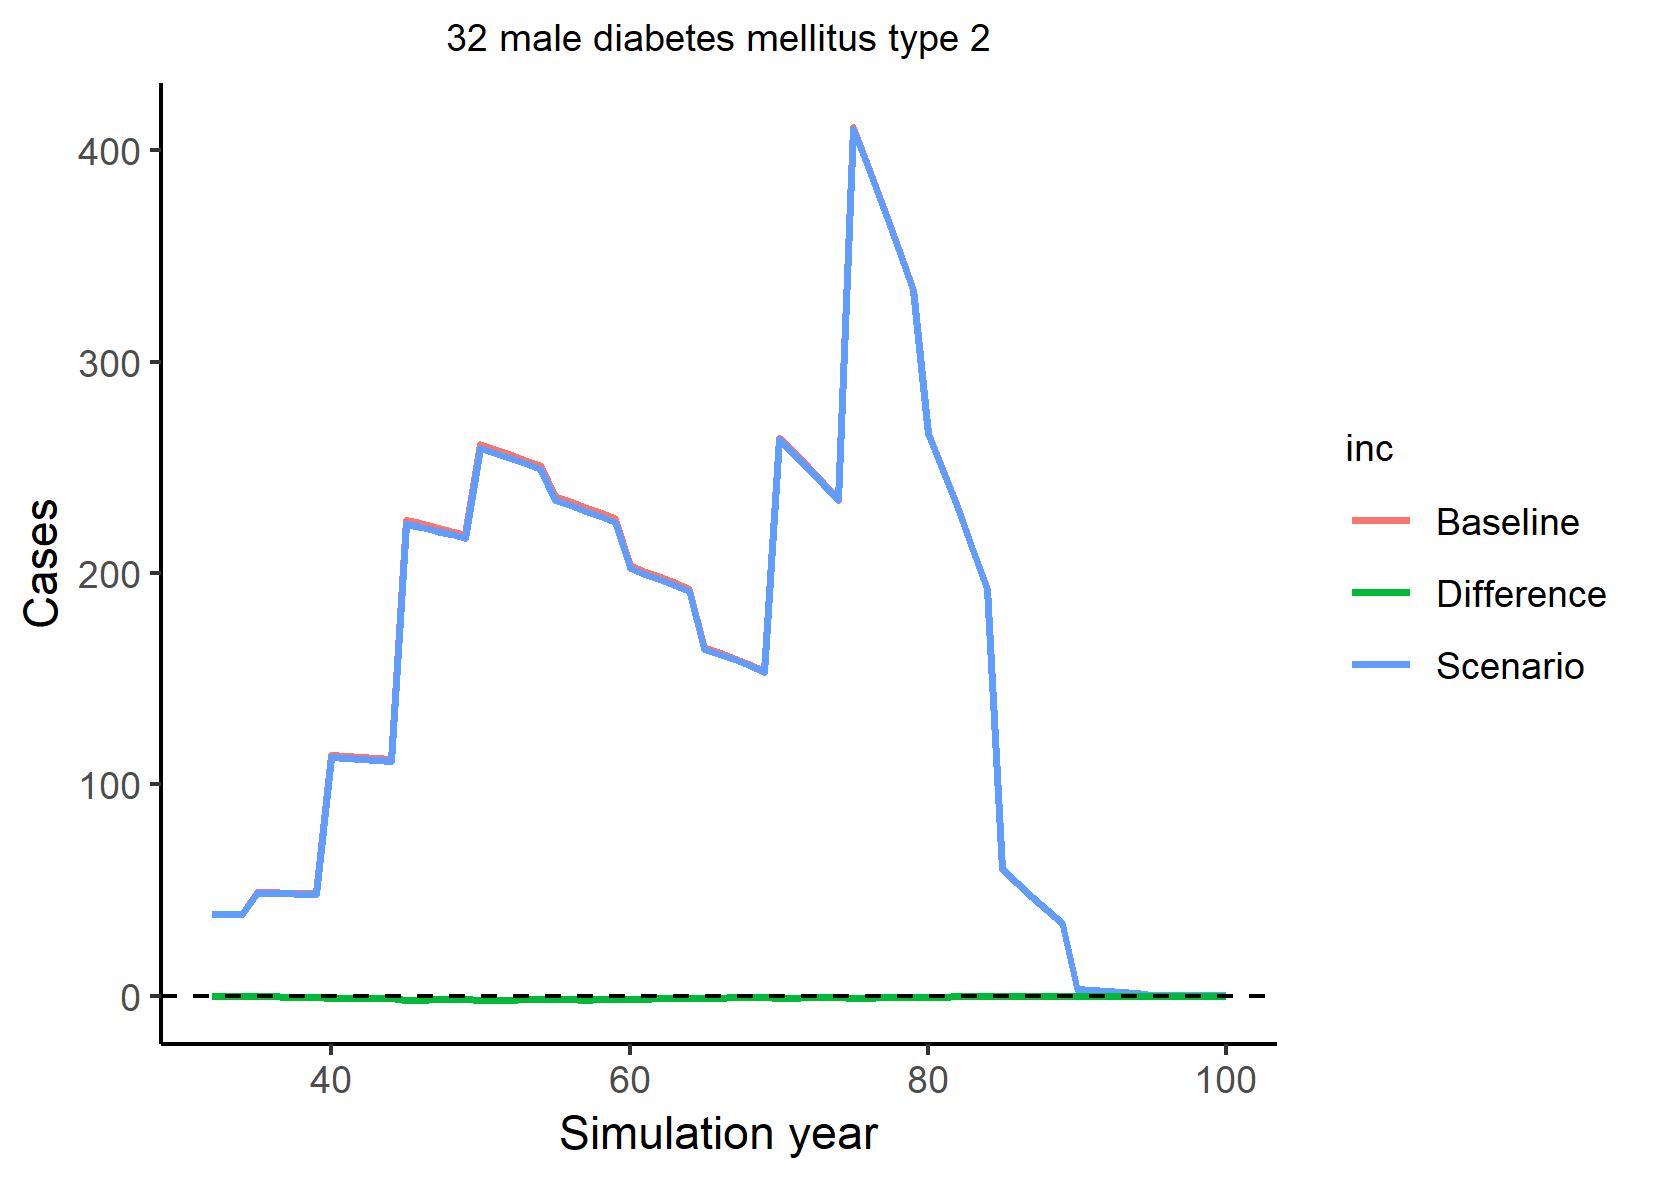 32 male diabetes mellitus type 2
Cases
400
300
200
100
0
40 60 80 100
Simulation year
inc
Baseline
Difference
Scenario